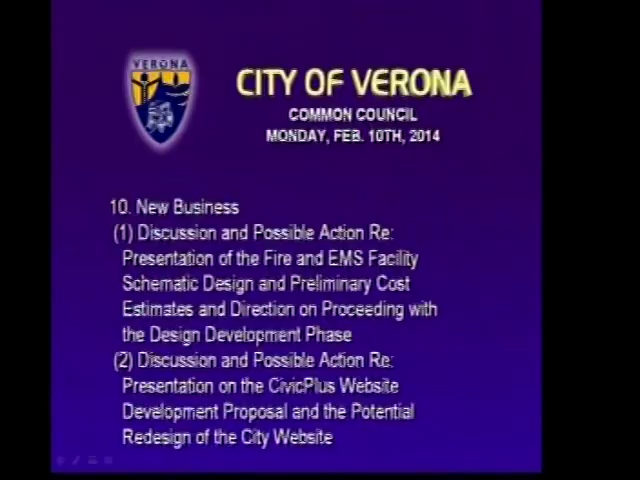 VERONA
CITY OF VERONA
COMMON COUNCIL
MONDAY, FEB. 10TH, 2014
10. New Business
(1) Discussion and Possible Action Re:
Presentation of the Fire and EMS Facility
Schematic Design and Preliminary Cost
Estimates and Direction on Proceeding with
the Design Development Phase
(2) Discussion and Possible Action Re:
Presentation on the CivicPlus Website
Development Proposal and the Potential
Redesign of the City Website